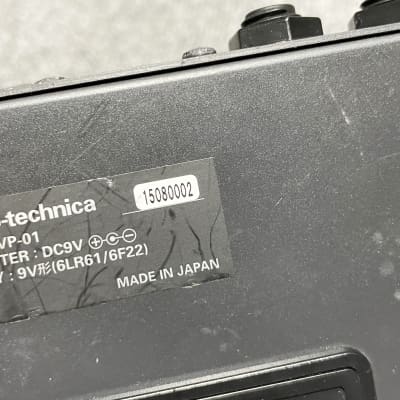 -technica 15080002
VP-01
TER : DC9V
Y : 9V形(6LR61/6F22)
MADE IN JAPAN